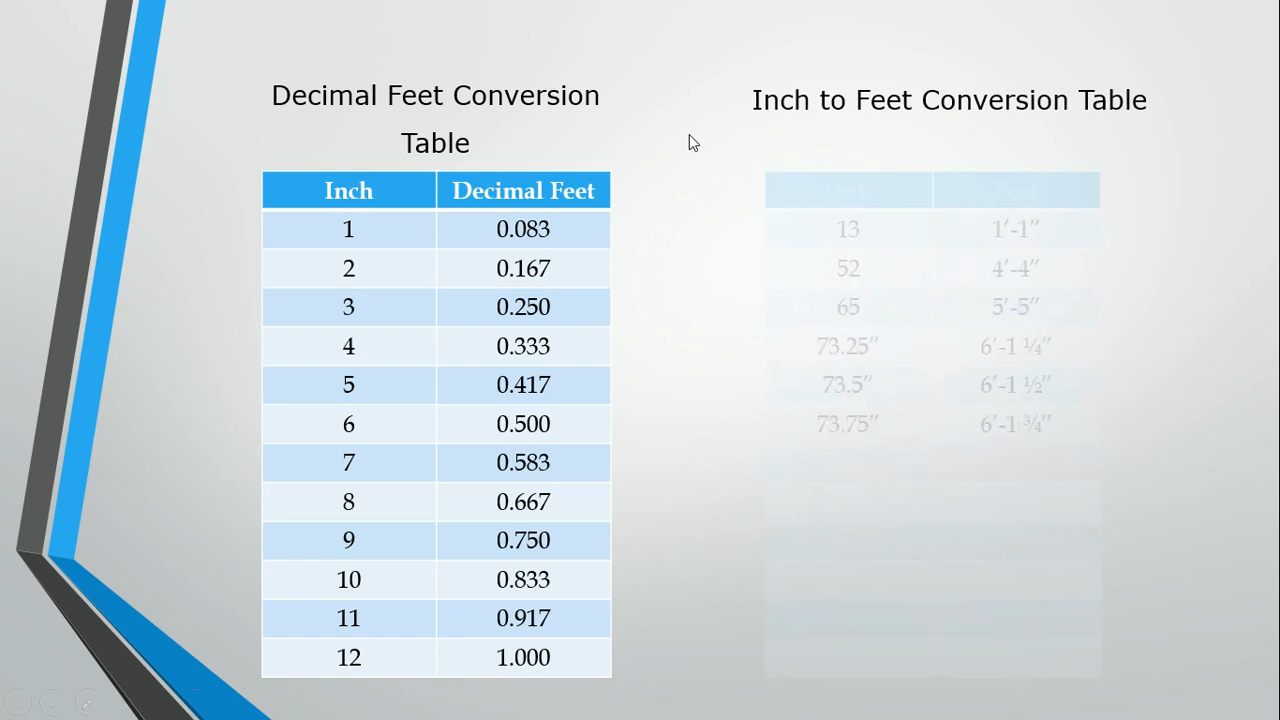 Decimal Feet Conversion
Table
Inch Decimal Feet
1 0.083
2 0.167
3 0.250
4 0.333
5 0.417
6 0.500
7 0.583
8 0.667
9 0.750
10 0.833
11 0.917
12 1.000
Inch to Feet Conversion Table
13 1′-1″
52 4′-4″
65 5′-5″
73.25″ 6′-1 ¼″
73.5″ 6′-1 ½″
73.75″ 6′-1 ¾″